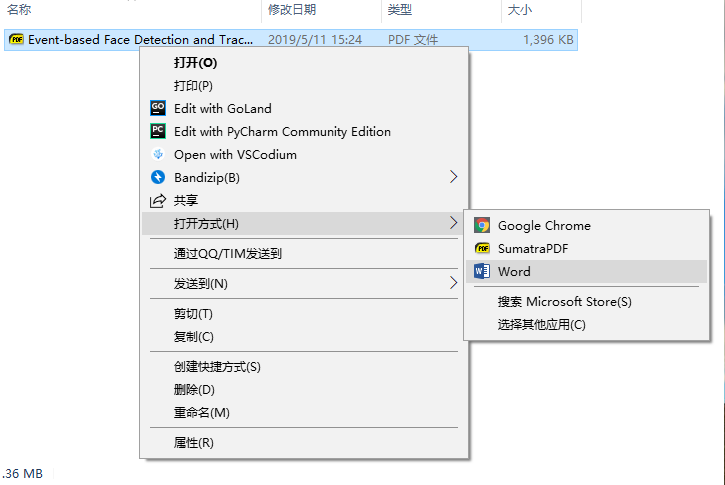 名称 修改日期 类型 大小
Event-based Face Detection and Trac... 2019/5/11 15:24 PDF 文件 1,396 KB
打开(O)
打印(P)
Edit with GoLand
Edit with PyCharm Community Edition
Open with VSCodium
Bandizip(B)
共享
打开方式(H)
Google Chrome
SumatraPDF
Word
搜索 Microsoft Store(S)
选择其他应用(C)
通过QQ/TIM发送到
发送到(N)
剪切(T)
复制(C)
创建快捷方式(S)
删除(D)
重命名(M)
属性(R)
.36 MB